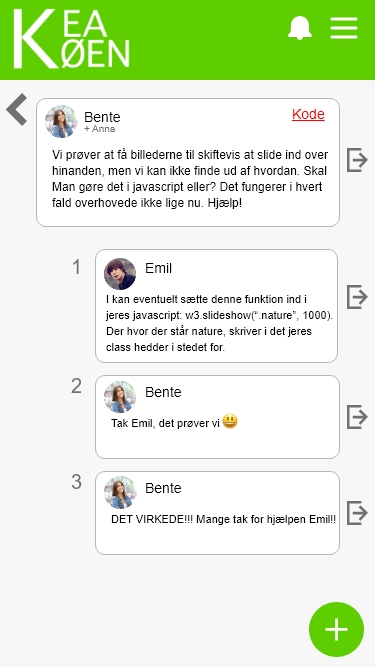 KEA
KØEN
Bente
+ Anna
Kode
Vi prøver at få billederne til skiftevis at slide ind over
hinanden, men vi kan ikke finde ud af hvordan. Skal
Man gøre det i javascript eller? Det fungerer i hvert
fald overhovede ikke lige nu. Hjælp!
1
Emil
I kan eventuelt sætte denne funktion ind i
jeres javascript: w3.slideshow(“.nature”, 1000).
Der hvor der står nature, skriver i det jeres
class hedder i stedet for.
2
Bente
Tak Emil, det prøver vi 😃
3
Bente
DET VIRKEDE!!! Mange tak for hjælpen Emil!!